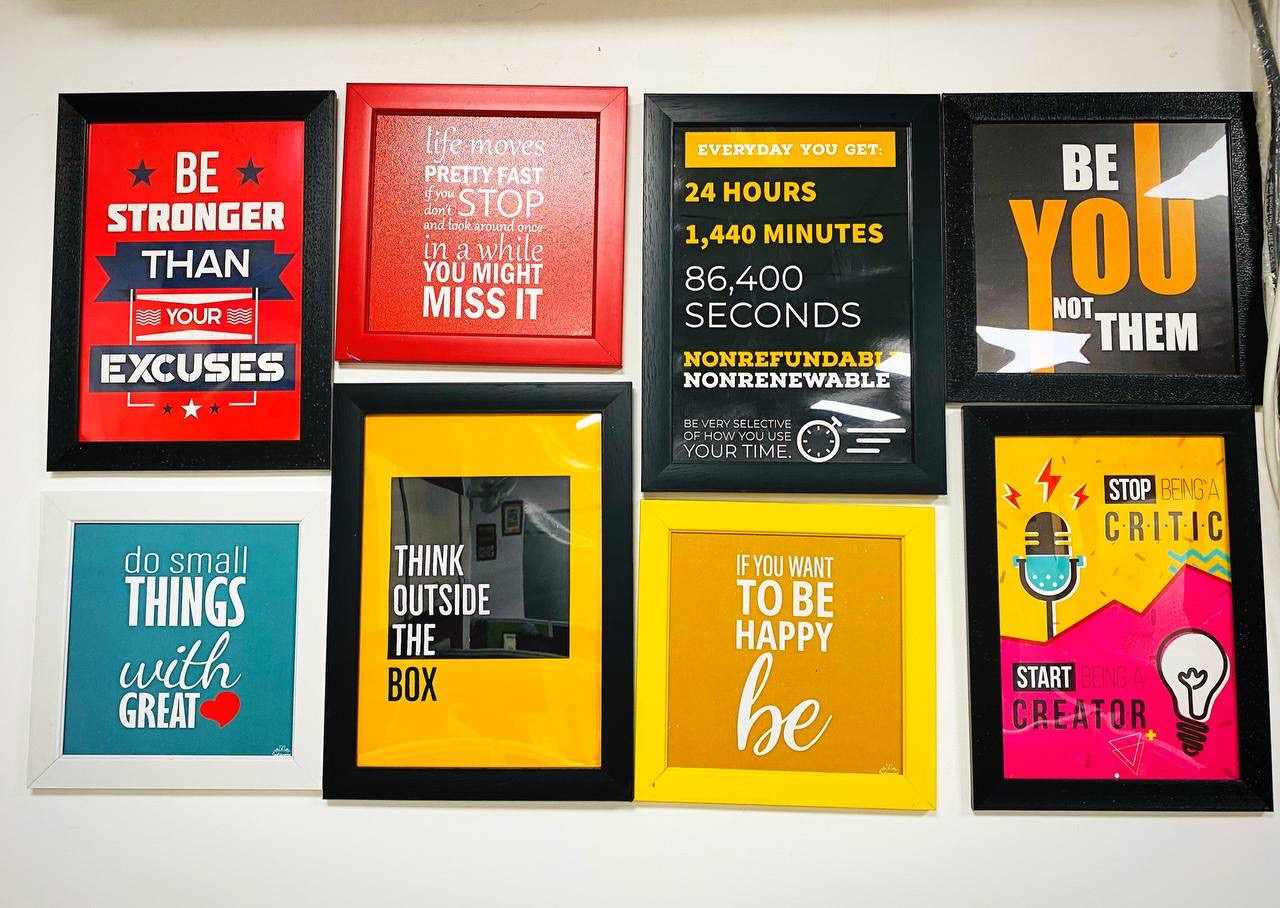 BE
STRONGER
THAN
YOUR
EXCUSES
life moves
PRETTY FAST
if you STOP
don't
and look around once
in a while
YOU MIGHT
MISS IT
EVERYDAY YOU GET:
24 HOURS
1,440 MINUTES
86,400
SECONDS
NONREFUNDABL
NONRENEWABLE
BE VERY SELECTIVE
OF HOW YOU USE
YOUR TIME.
BE
YOU
NOT
THEM
do small
THINGS
with
GREAT
THINK
OUTSIDE
THE
BOX
IF YOU WANT
TO BE
HAPPY
be
STOP BEING A
C·R·I·T·I·C
START BEING A
CREATOR